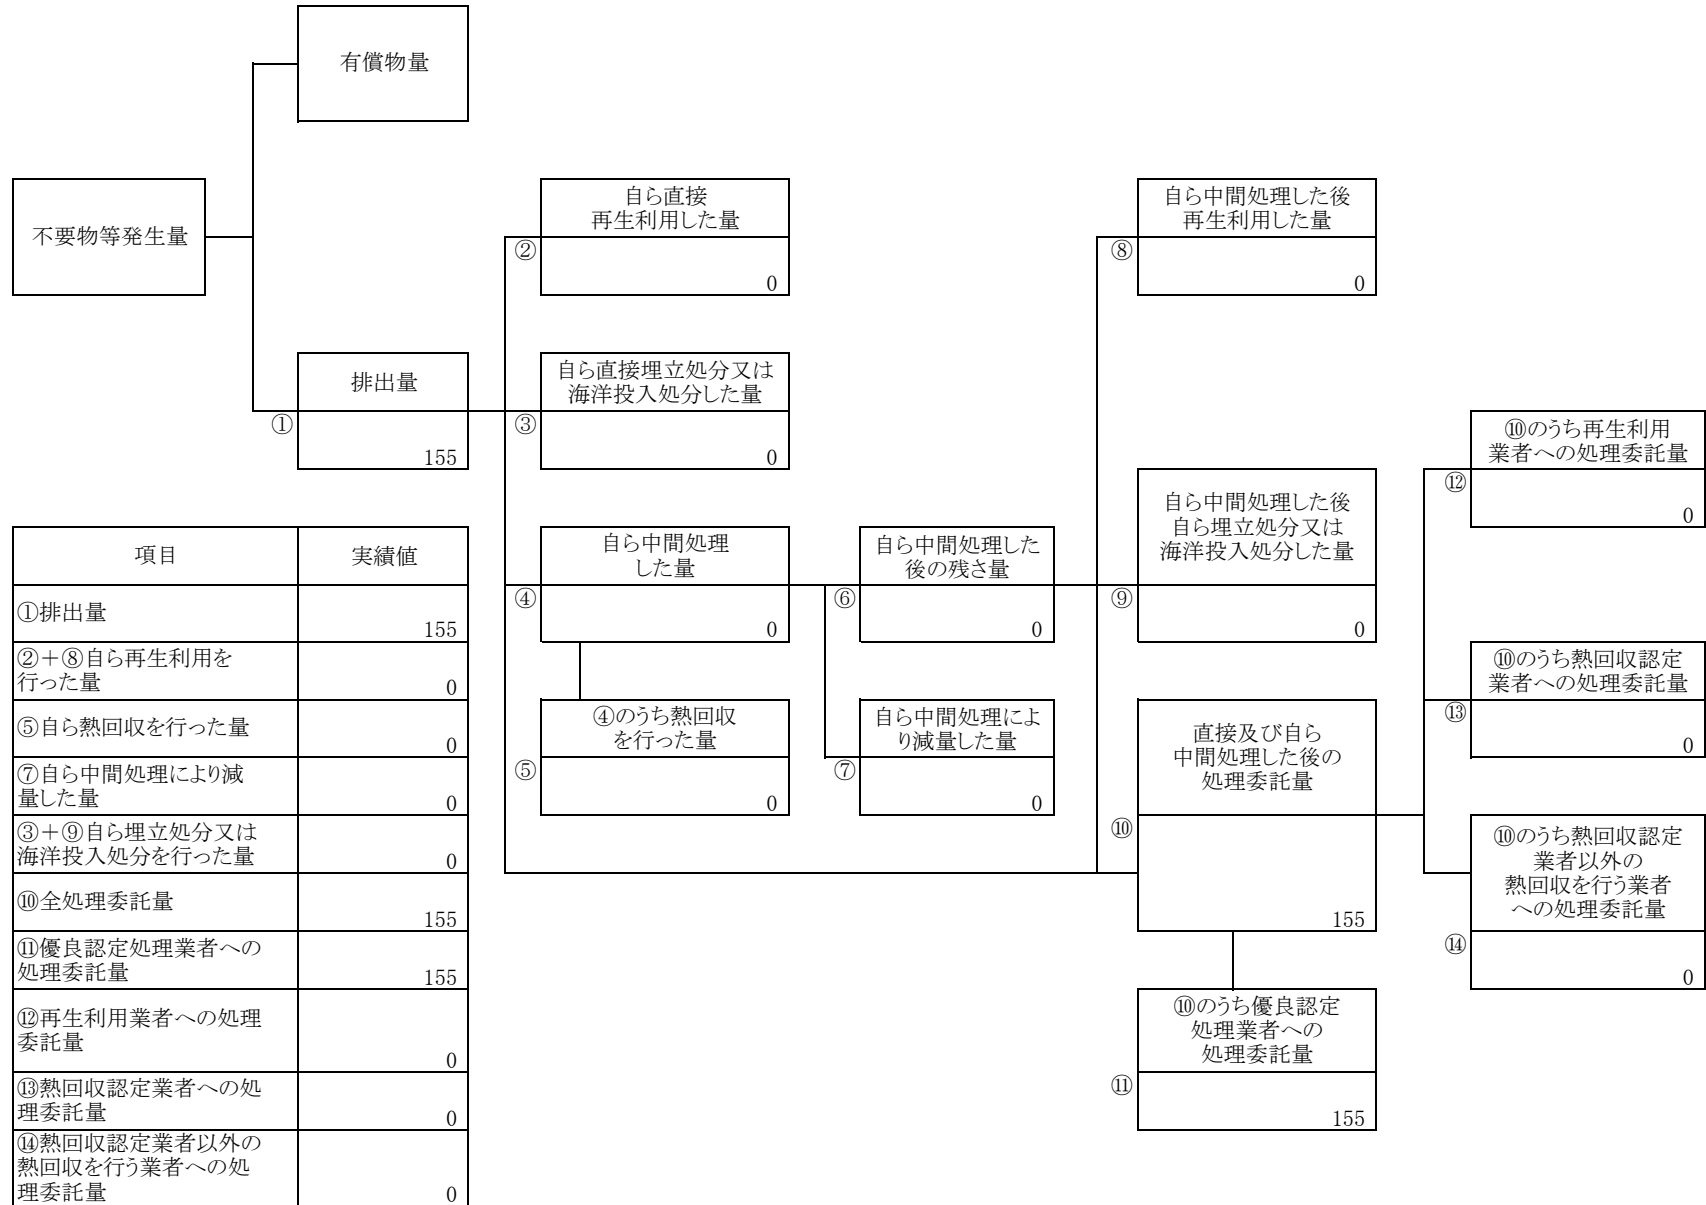 有償物量
不要物等発生量
自ら直接
再生利用した量
②
0
自ら中間処理した後
再生利用した量
⑧
0
排出量
①
155
自ら直接埋立処分又は
海洋投入処分した量
③
0
⑩のうち再生利用
業者への処理委託量
⑫
0
自ら中間処理
した量
④
0
自ら中間処理した
後の残さ量
⑥
0
自ら中間処理した後
自ら埋立処分又は
海洋投入処分した量
⑨
0
⑩のうち熱回収認定
業者への処理委託量
⑬
0
④のうち熱回収
を行った量
⑤
0
自ら中間処理によ
り減量した量
⑦
0
直接及び自ら
中間処理した後の
処理委託量
⑩
155
⑩のうち熱回収認定
業者以外の
熱回収を行う業者
への処理委託量
⑭
0
⑩のうち優良認定
処理業者への
処理委託量
⑪
155
項目 実績値
①排出量
155
②+⑧自ら再生利用を
行った量
0
⑤自ら熱回収を行った量
0
⑦自ら中間処理により減
量した量
0
③+⑨自ら埋立処分又は
海洋投入処分を行った量
0
⑩全処理委託量
155
⑪優良認定処理業者への
処理委託量
155
⑫再生利用業者への処理
委託量
0
⑬熱回収認定業者への処
理委託量
0
⑭熱回収認定業者以外の
熱回収を行う業者への処
理委託量
0